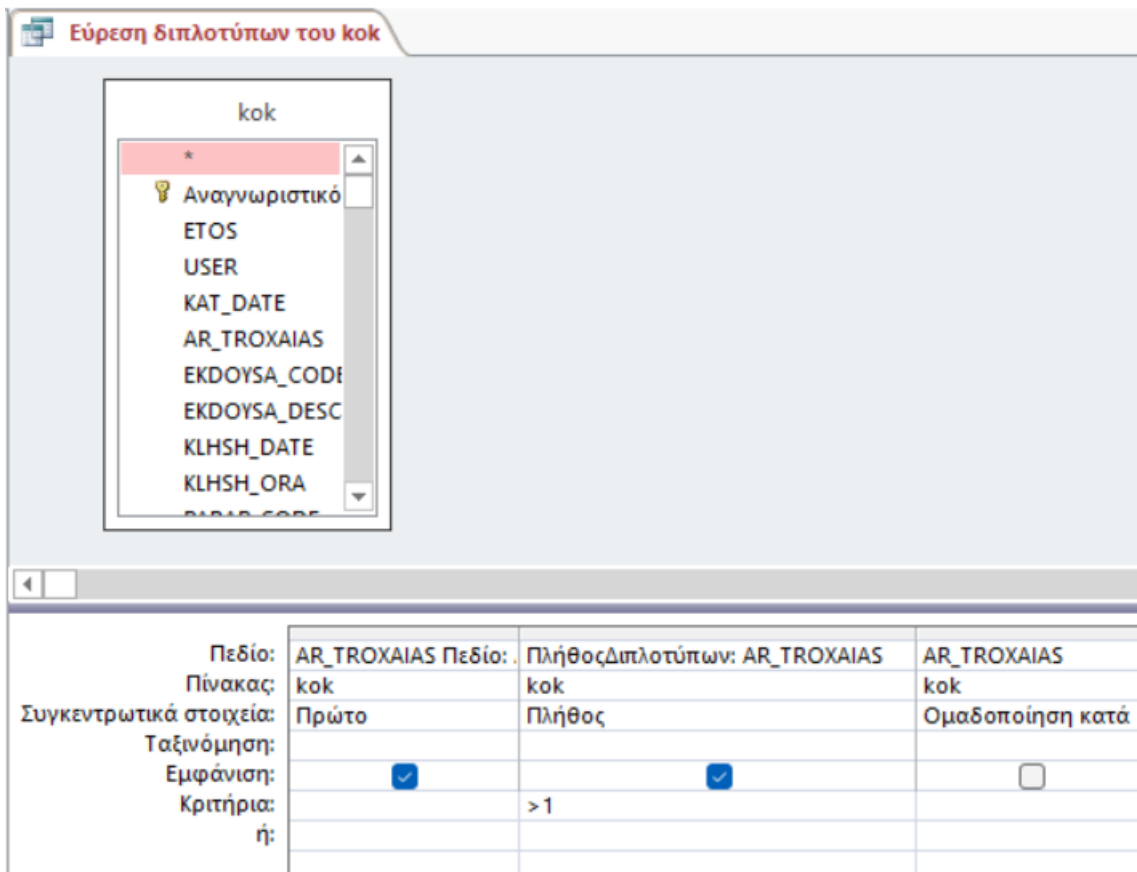 Εύρεση διπλοτύπων του kok
kok
*
Αναγνωριστικό
ETOS
USER
KAT_DATE
AR_TROXAIAS
EKDOYSA_CODE
EKDOYSA_DESC
KLHSH_DATE
KLHSH_ORA
Πεδίο: AR_TROXAIAS Πεδίο: ΠλήθοςΔιπλοτύπων: AR_TROXAIAS AR_TROXAIAS
Πίνακας: kok kok kok
Συγκεντρωτικά στοιχεία: Πρώτο Πλήθος Ομαδοποίηση κατά
Ταξινόμηση:
Εμφάνιση:
Κριτήρια: >1
ή: